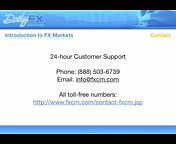 DailyFX
Introduction to FX Markets
Contact
24-hour Customer Support
Phone: (888) 503-6739
Email: info@fxcm.com
All toll-free numbers:
http://www.fxcm.com/contact-fxcm.jsp